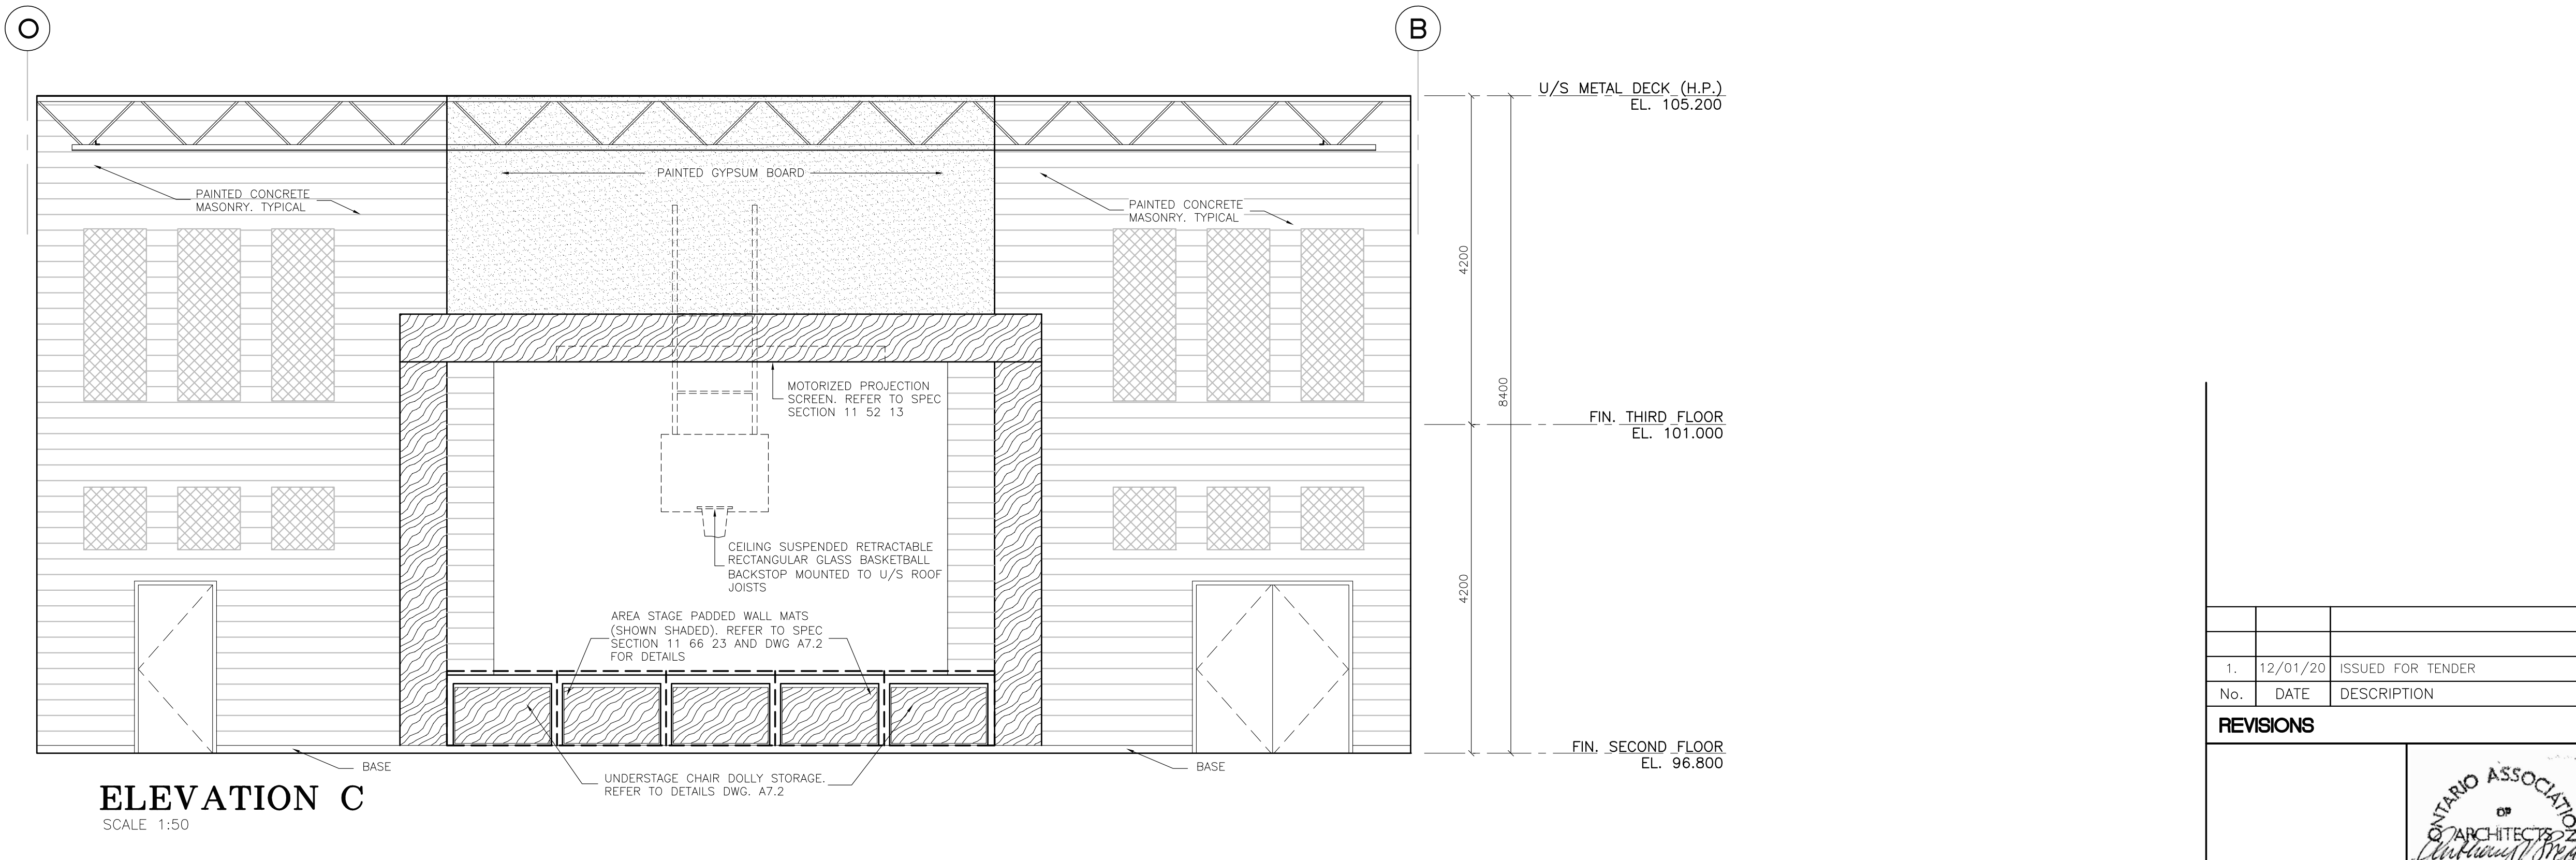 O
B
U/S METAL DECK (H.P.)
EL. 105.200
PAINTED GYPSUM BOARD
PAINTED CONCRETE
MASONRY. TYPICAL
PAINTED CONCRETE
MASONRY. TYPICAL
4200
8400
MOTORIZED PROJECTION
SCREEN. REFER TO SPEC
SECTION 11 52 13
FIN. THIRD FLOOR
EL. 101.000
CEILING SUSPENDED RETRACTABLE
RECTANGULAR GLASS BASKETBALL
BACKSTOP MOUNTED TO U/S ROOF
JOISTS
4200
AREA STAGE PADDED WALL MATS
(SHOWN SHADED). REFER TO SPEC
SECTION 11 66 23 AND DWG A7.2
FOR DETAILS
FIN. SECOND FLOOR
EL. 96.800
BASE
BASE
UNDERSTAGE CHAIR DOLLY STORAGE.
REFER TO DETAILS DWG. A7.2
ELEVATION C
SCALE 1:50
1. 12/01/20 ISSUED FOR TENDER
No. DATE DESCRIPTION
REVISIONS
ONTARIO ASSOCIATION
OF
ARCHITECTS